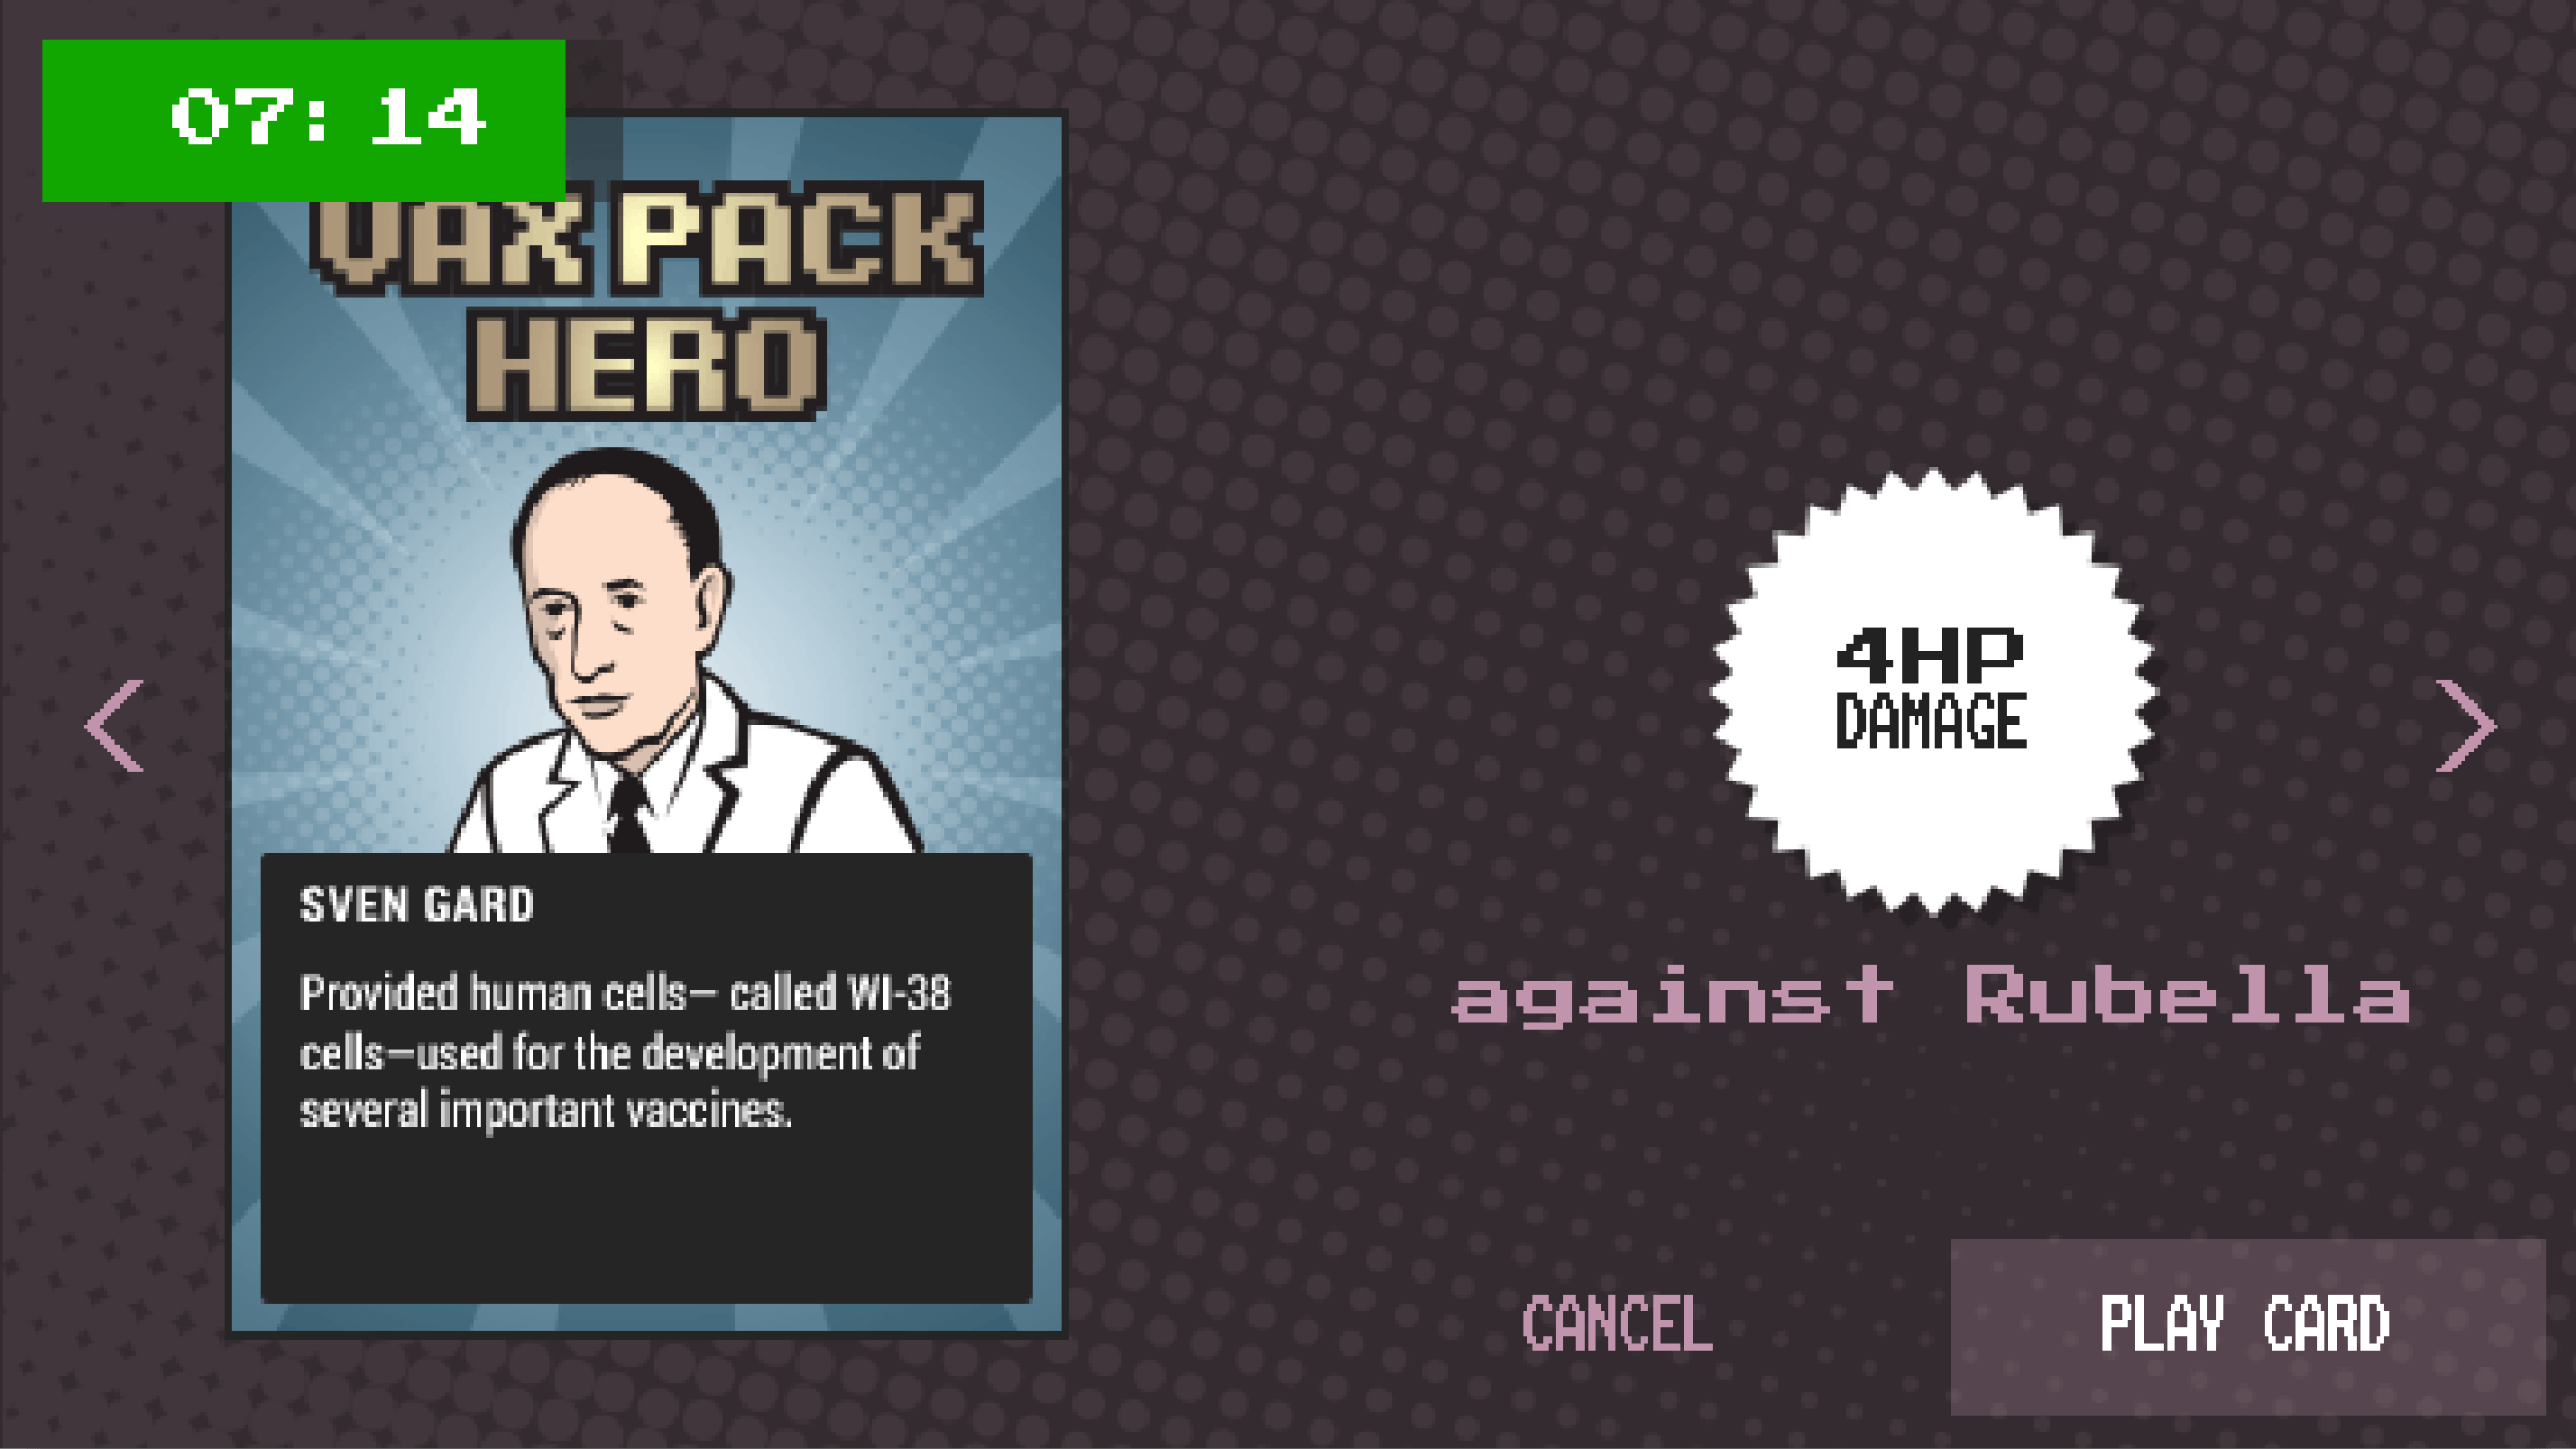 07: 14
VAX PACK
HERO
4HP
DAMAGE
against Rubella
SVEN GARD
Provided human cells— called WI-38
cells—used for the development of
several important vaccines.
CANCEL
PLAY CARD